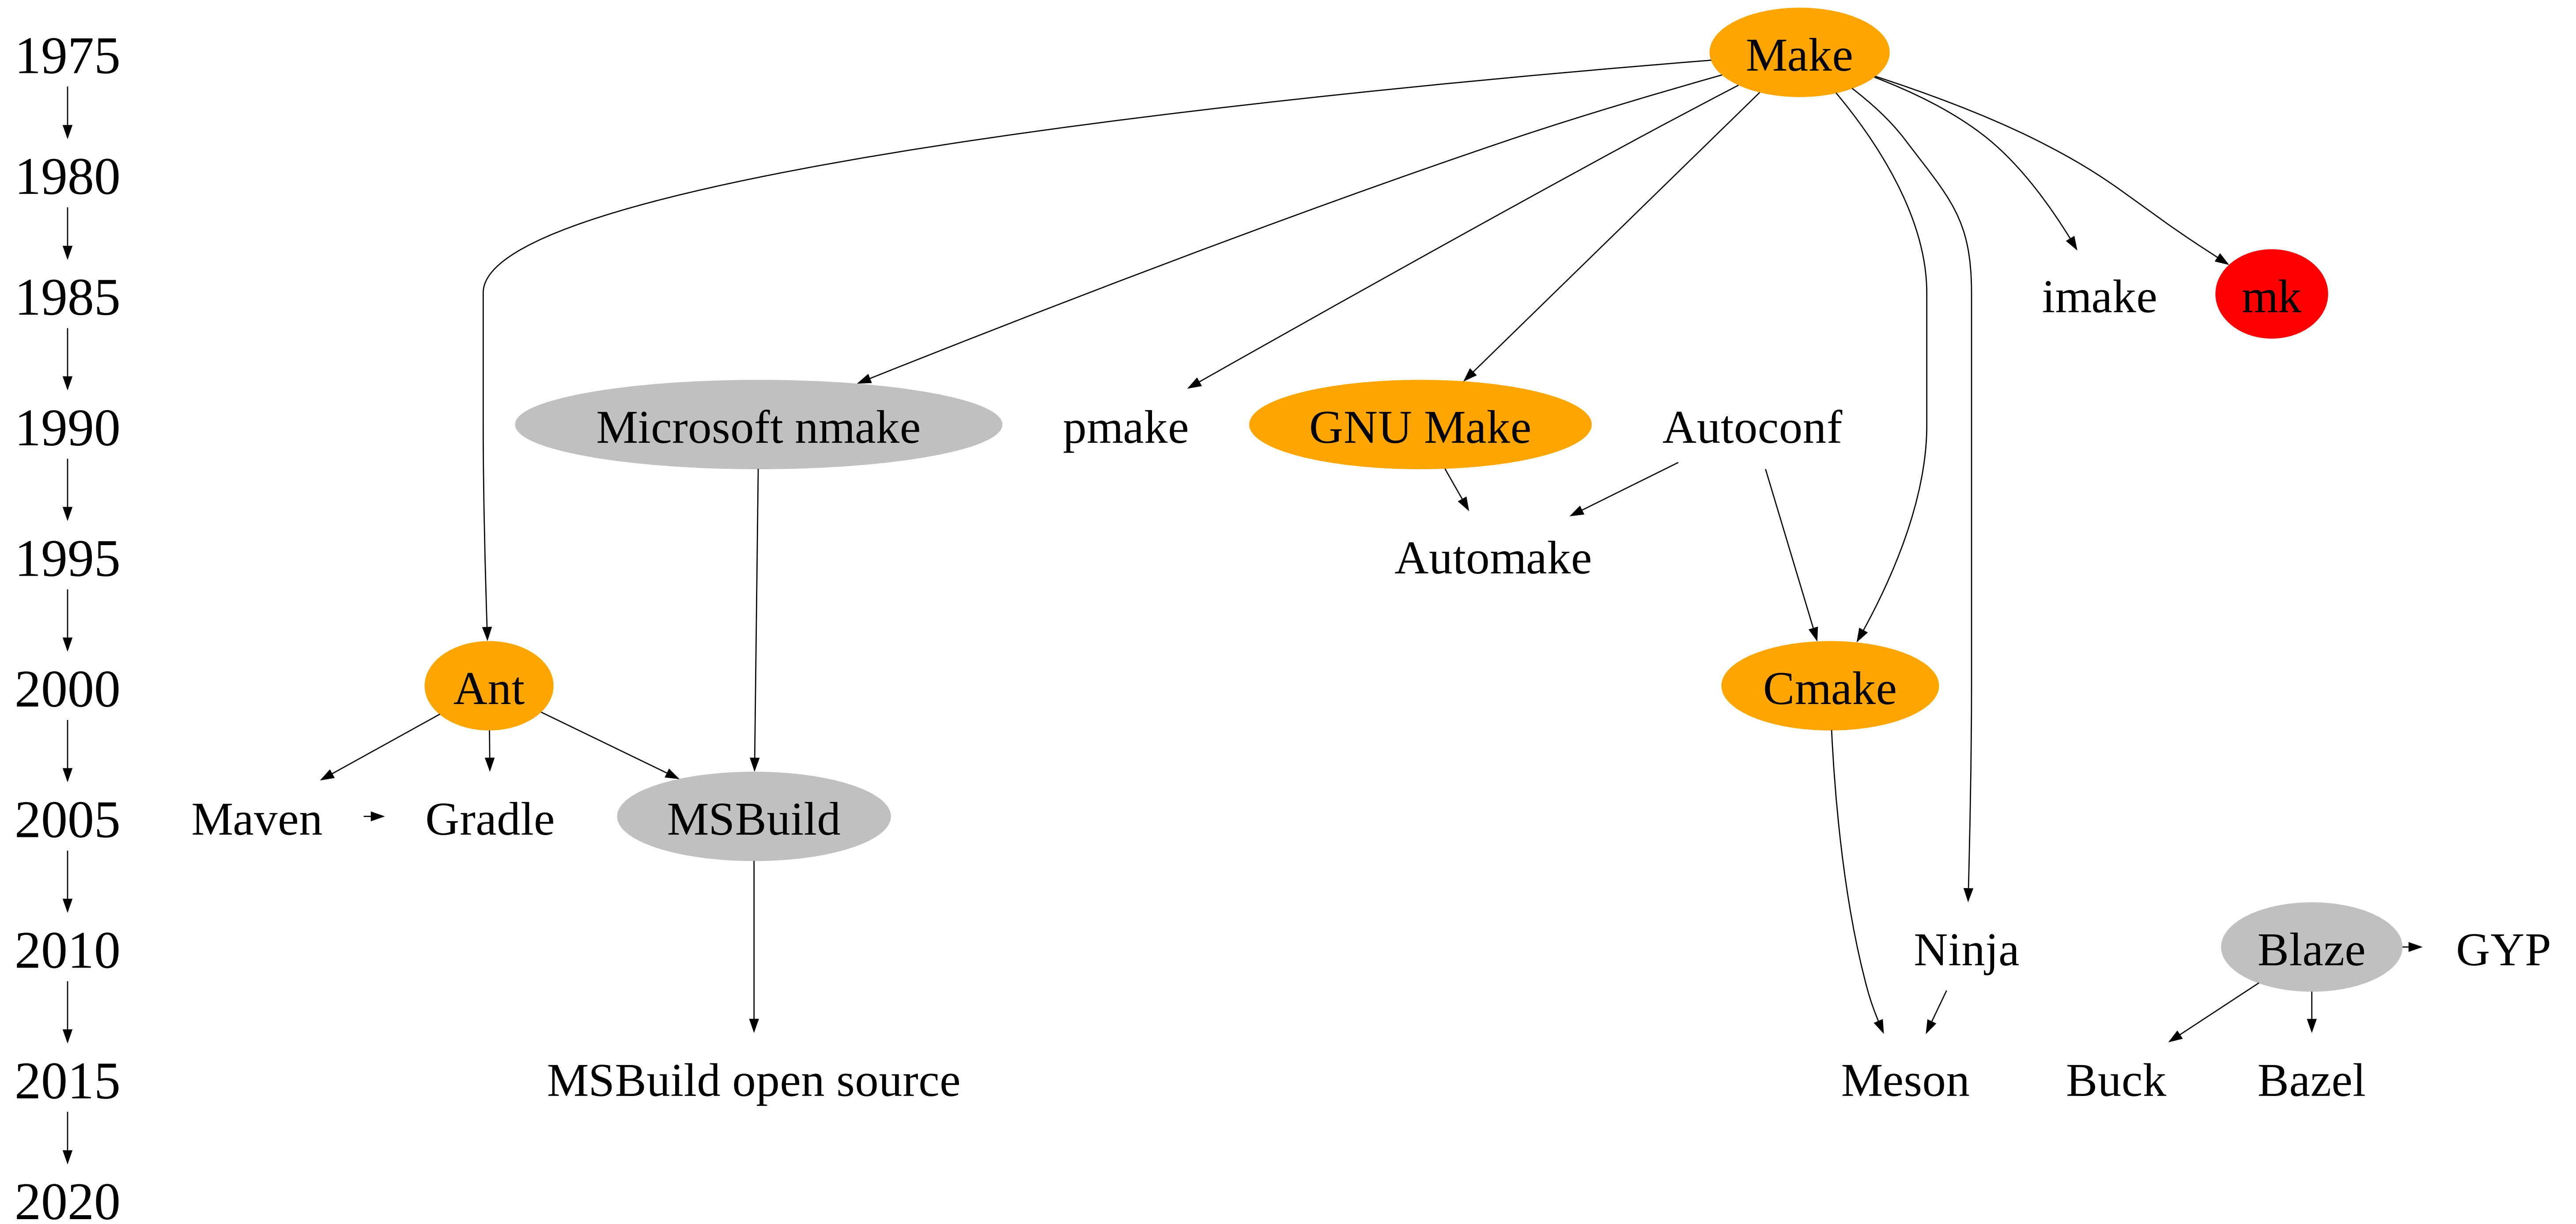 1975
Make
1980
1985
imake
mk
1990
Microsoft nmake
pmake
GNU Make
Autoconf
1995
Automake
2000
Ant
Cmake
2005
Maven
Gradle
MSBuild
2010
Ninja
Blaze
GYP
2015
MSBuild open source
Meson
Buck
Bazel
2020